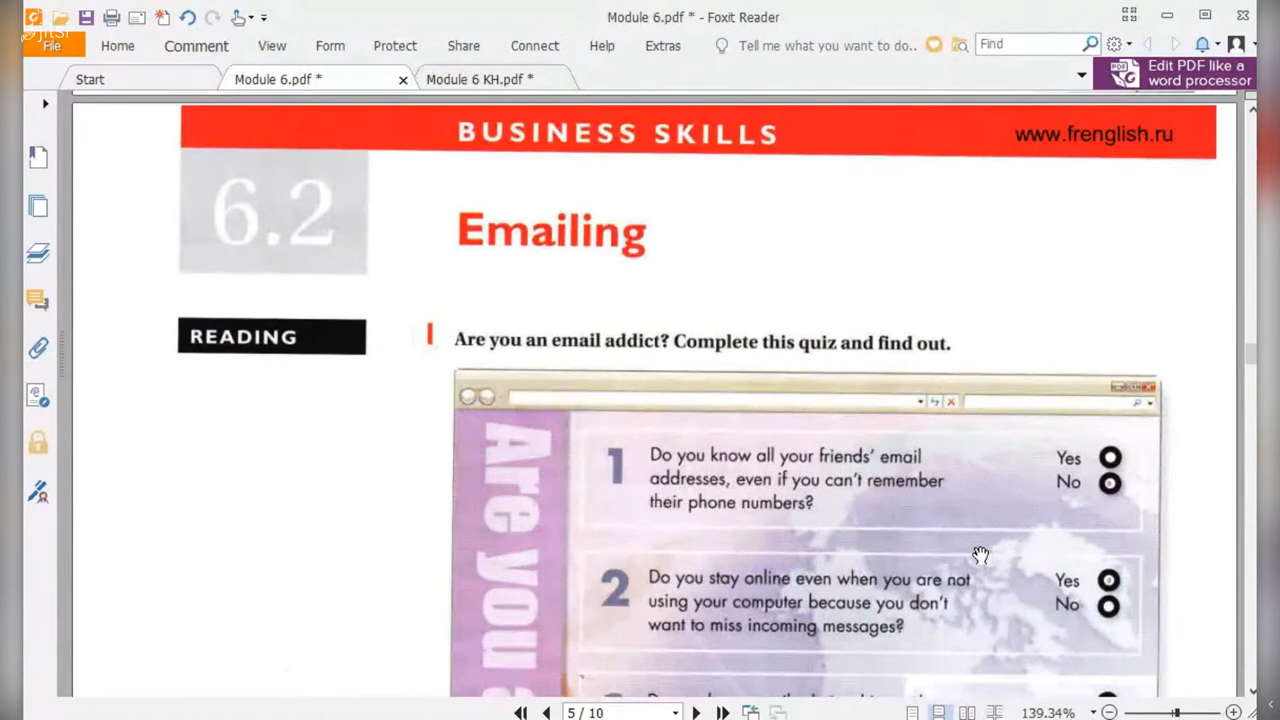 Module 6.pdf * - Foxit Reader
jitsi
File Home Comment View Form Protect Share Connect Help Extras Tell me what you want to do.. Find
Start Module 6.pdf * Module 6 KH.pdf * Edit PDF like a
word processor
BUSINESS SKILLS www.frenglish.ru
6.2 Emailing
READING 1 Are you an email addict? Complete this quiz and find out.
Are you
1 Do you know all your friends' email Yes
addresses, even if you can't remember No
their phone numbers?
2 Do you stay online even when you are not Yes
using your computer because you don't No
want to miss incoming messages?
5 / 10 139.34%